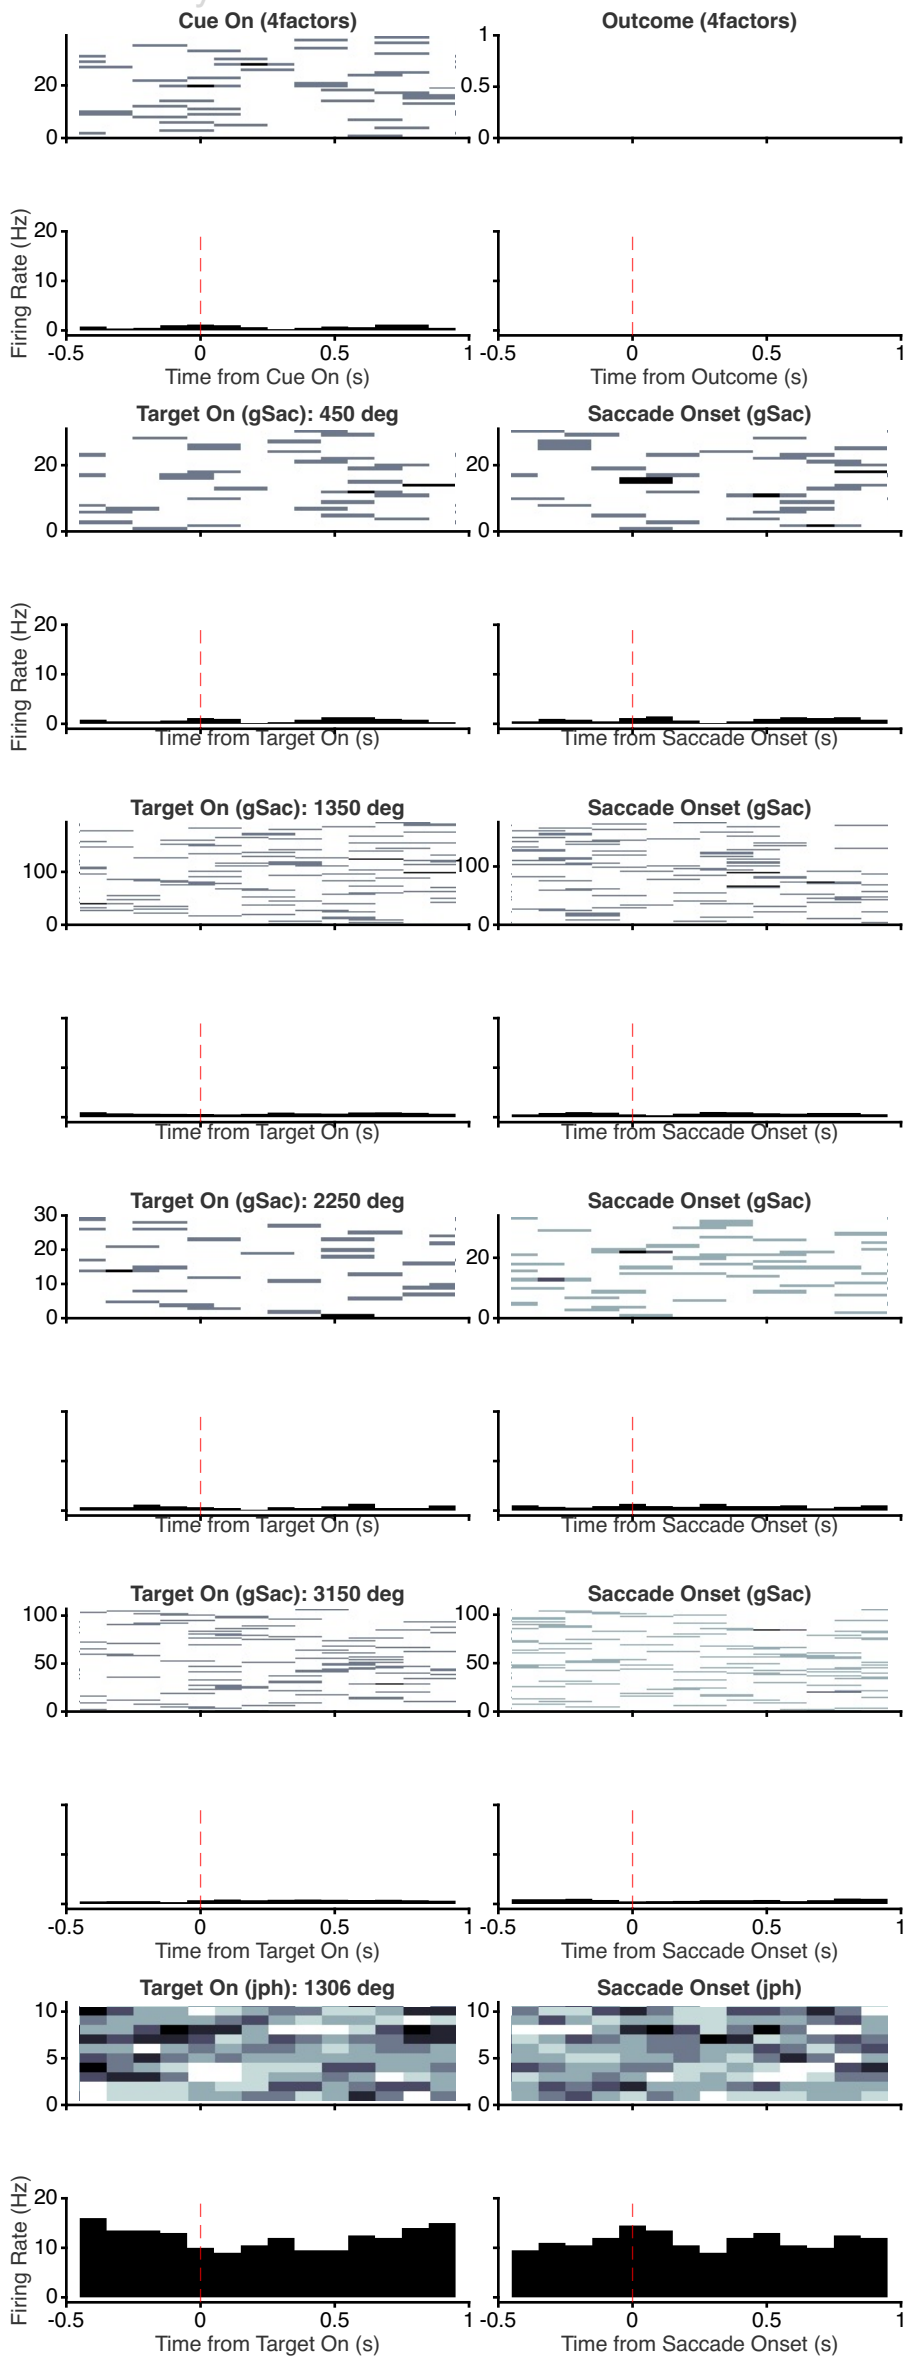 Cue On (4factors) Outcome (4factors)
20
0
1
0.5
0
Firing Rate (Hz)
20
10
0
-0.5 0 0.5 1 -0.5 0 0.5 1
Time from Cue On (s) Time from Outcome (s)
Target On (gSac): 450 deg Saccade Onset (gSac)
20
0
20
0
Firing Rate (Hz)
20
10
0
Time from Target On (s) Time from Saccade Onset (s)
Target On (gSac): 1350 deg Saccade Onset (gSac)
100
0
100
0
Time from Target On (s) Time from Saccade Onset (s)
Target On (gSac): 2250 deg Saccade Onset (gSac)
30
20
10
0
20
0
Time from Target On (s) Time from Saccade Onset (s)
Target On (gSac): 3150 deg Saccade Onset (gSac)
100
50
0
100
50
0
-0.5 0 0.5 1 -0.5 0 0.5 1
Time from Target On (s) Time from Saccade Onset (s)
Target On (jph): 1306 deg Saccade Onset (jph)
10
5
0
10
5
0
Firing Rate (Hz)
20
10
0
-0.5 0 0.5 1 -0.5 0 0.5 1
Time from Target On (s) Time from Saccade Onset (s)